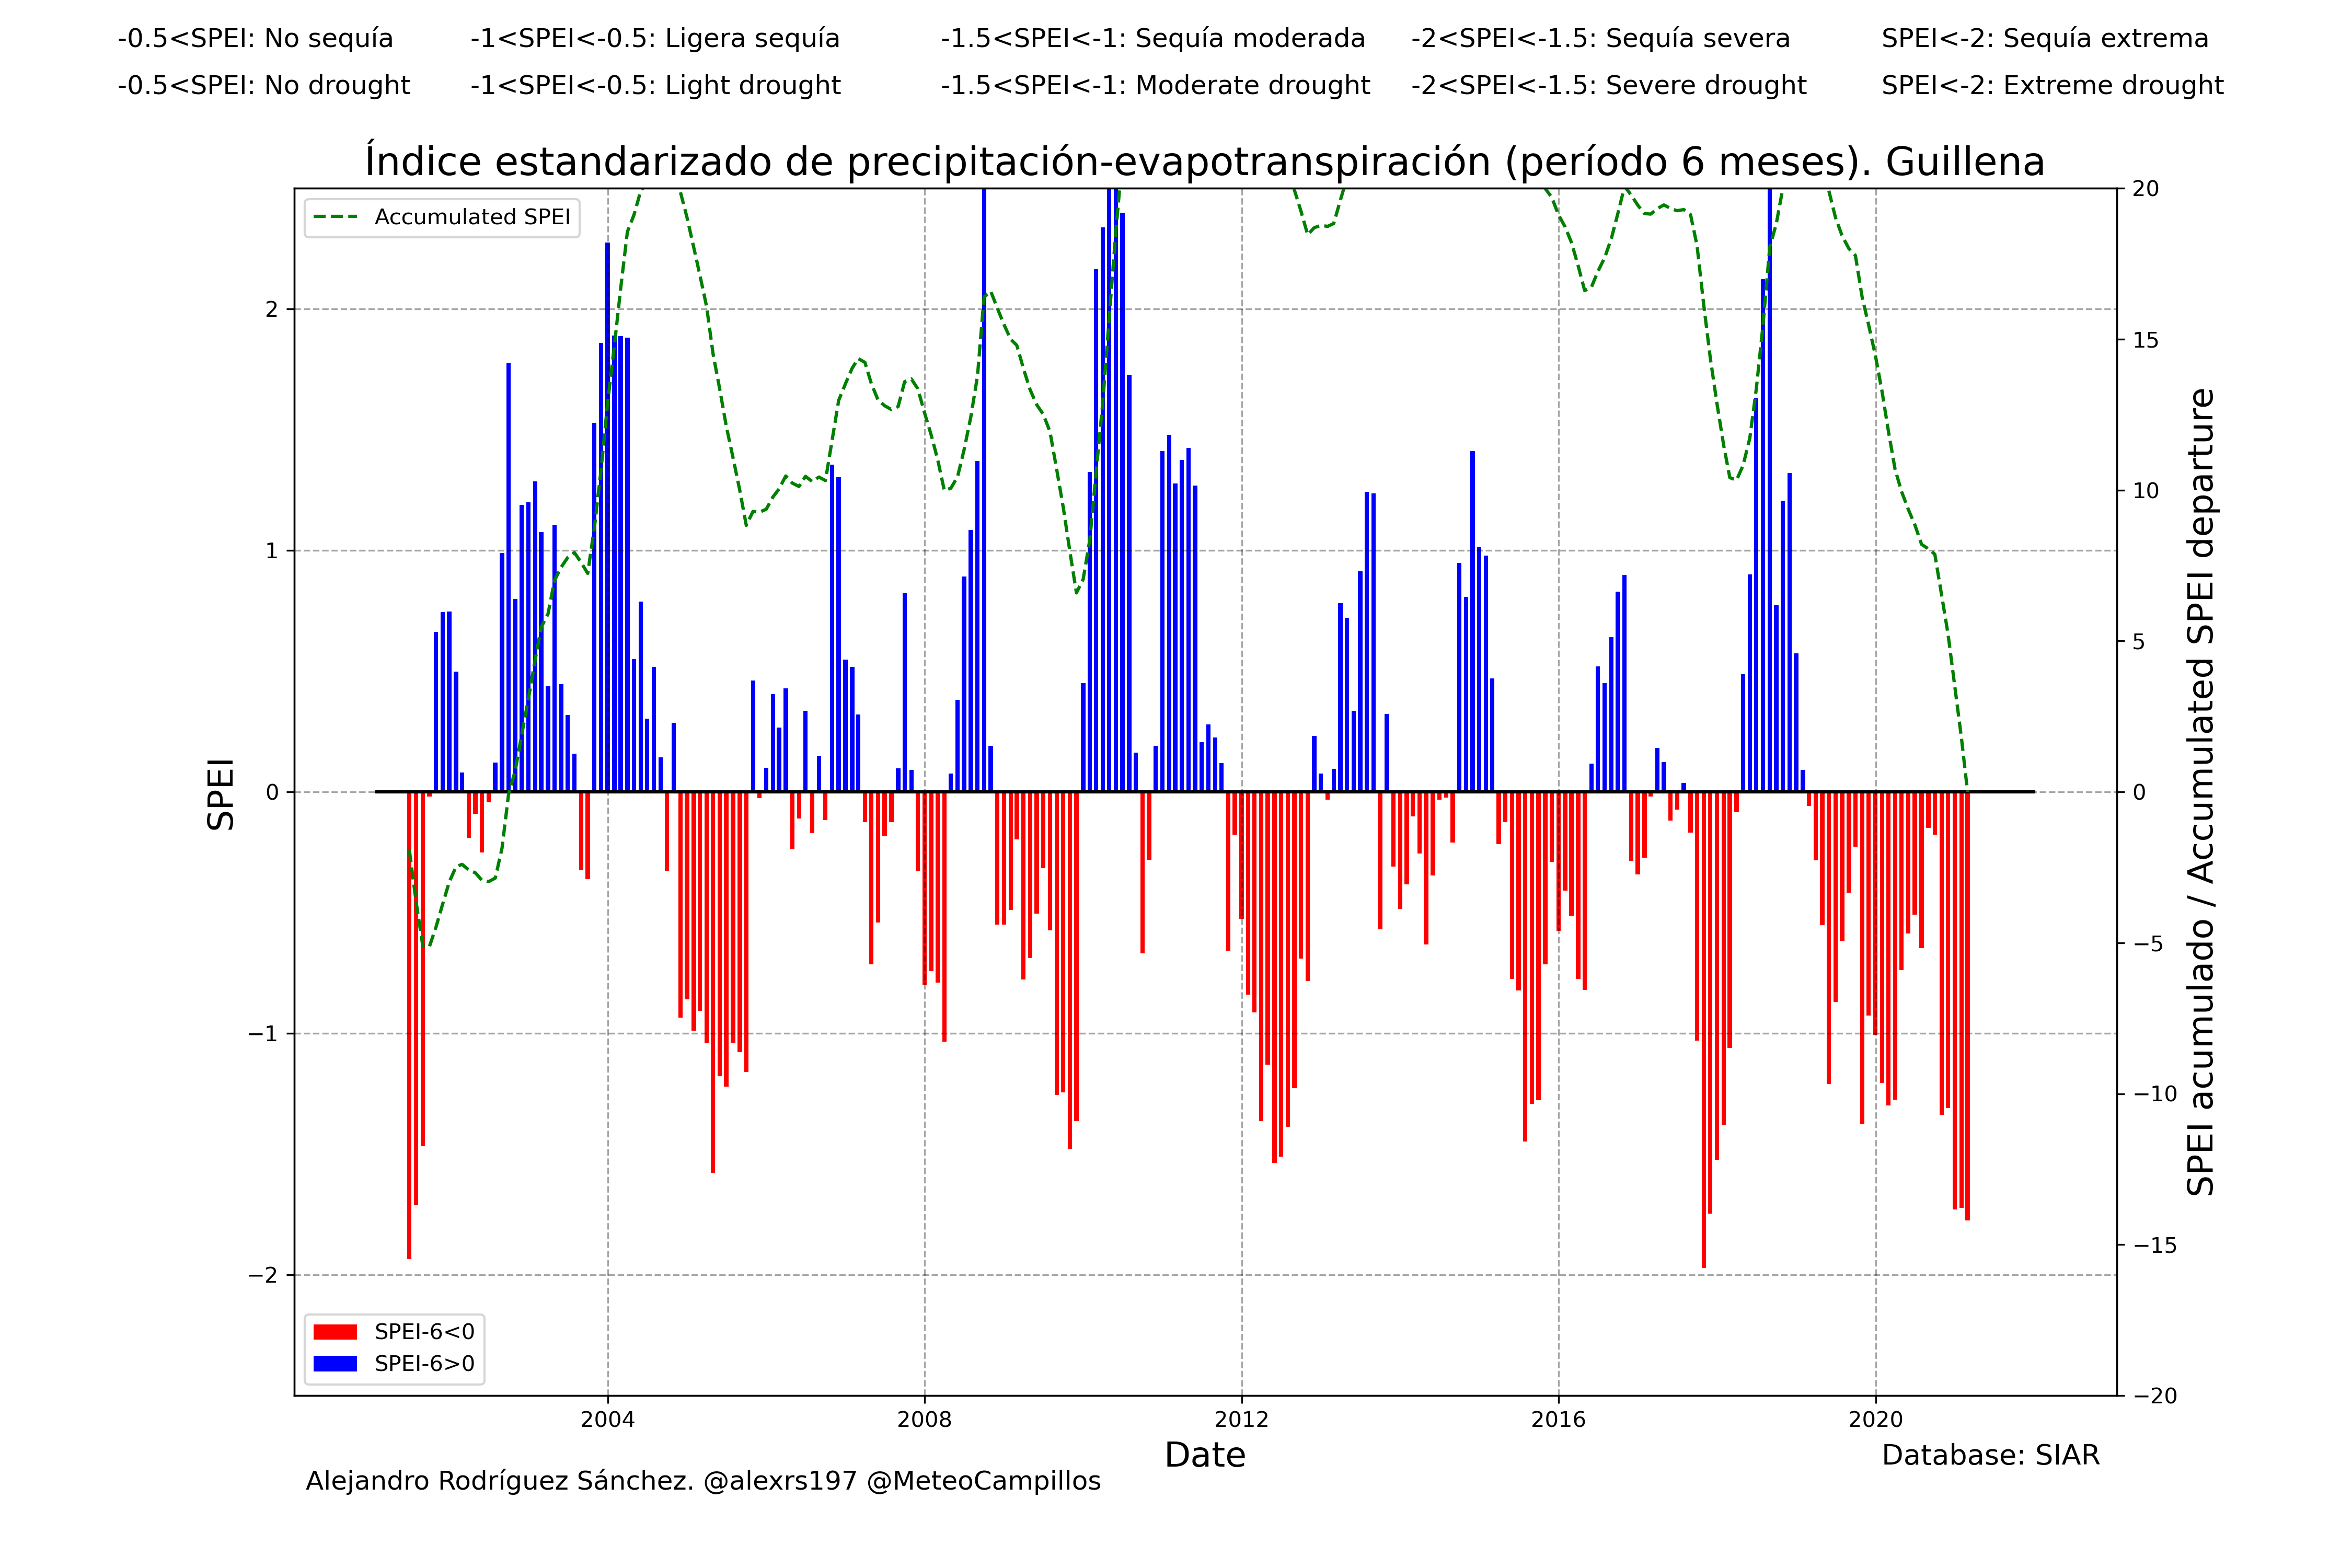 -0.5<SPEI: No sequía -1<SPEI<-0.5: Ligera sequía -1.5<SPEI<-1: Sequía moderada -2<SPEI<-1.5: Sequía severa SPEI<-2: Sequía extrema
-0.5<SPEI: No drought -1<SPEI<-0.5: Light drought -1.5<SPEI<-1: Moderate drought -2<SPEI<-1.5: Severe drought SPEI<-2: Extreme drought
Índice estandarizado de precipitación-evapotranspiración (período 6 meses). Guillena
Accumulated SPEI
SPEI
2
1
0
−1
−2
20
15
10
5
0
−5
−10
−15
−20
SPEI acumulado / Accumulated SPEI departure
SPEI-6<0
SPEI-6>0
2004 2008 2012 2016 2020
Date
Database: SIAR
Alejandro Rodríguez Sánchez. @alexrs197 @MeteoCampillos